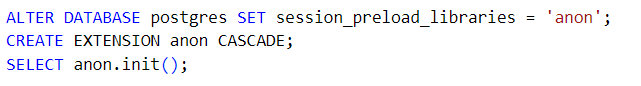 ALTER DATABASE postgres SET session_preload_libraries = 'anon';
CREATE EXTENSION anon CASCADE;
SELECT anon.init();